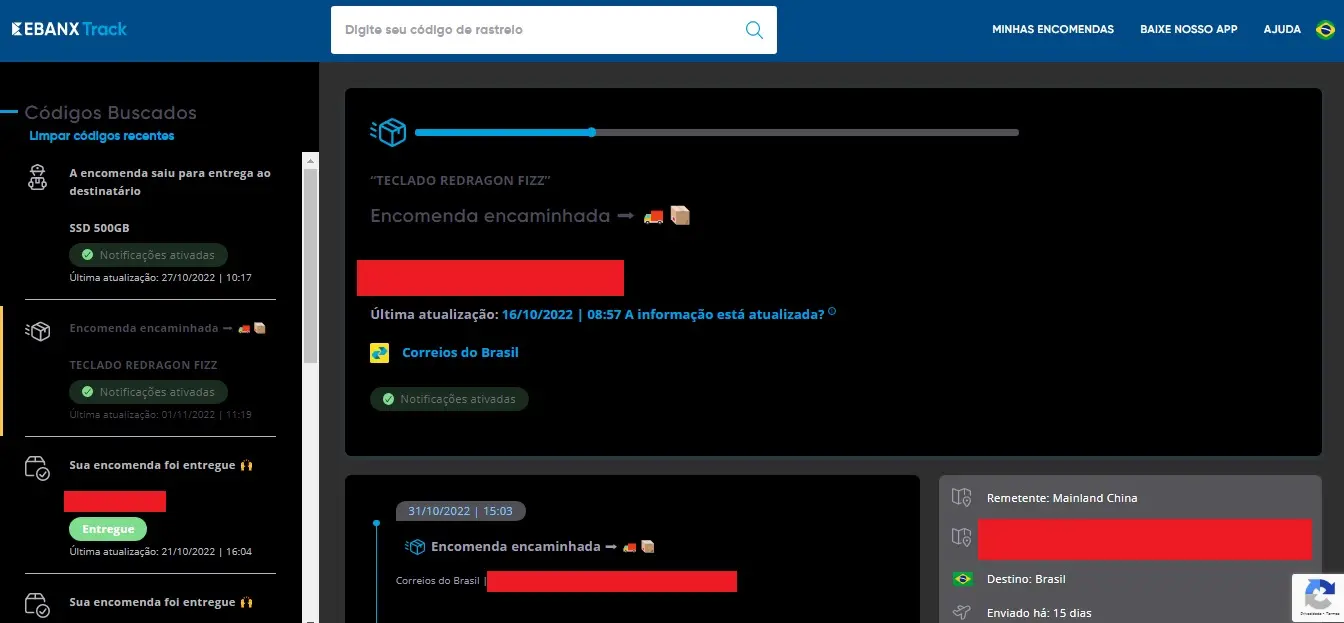 EBANX Track
Digite seu código de rastreio
MINHAS ENCOMENDAS
BAIXE NOSSO APP
AJUDA
Códigos Buscados
Limpar códigos recentes
A encomenda saiu para entrega ao
destinatário
SSD 500GB
Notificações ativadas
Última atualização: 27/10/2022 | 10:17
Encomenda encaminhada
TECLADO REDRAGON FIZZ
Notificações ativadas
Última atualização: 01/11/2022 | 11:19
Sua encomenda foi entregue
Entregue
Última atualização: 21/10/2022 | 16:04
Sua encomenda foi entregue
“TECLADO REDRAGON FIZZ”
Encomenda encaminhada
Última atualização: 16/10/2022 | 08:57 A informação está atualizada?
Correios do Brasil
Notificações ativadas
31/10/2022 | 15:03
Encomenda encaminhada
Correios do Brasil |
Remetente: Mainland China
Destino: Brasil
Enviado há: 15 dias
Privacidade - Termos